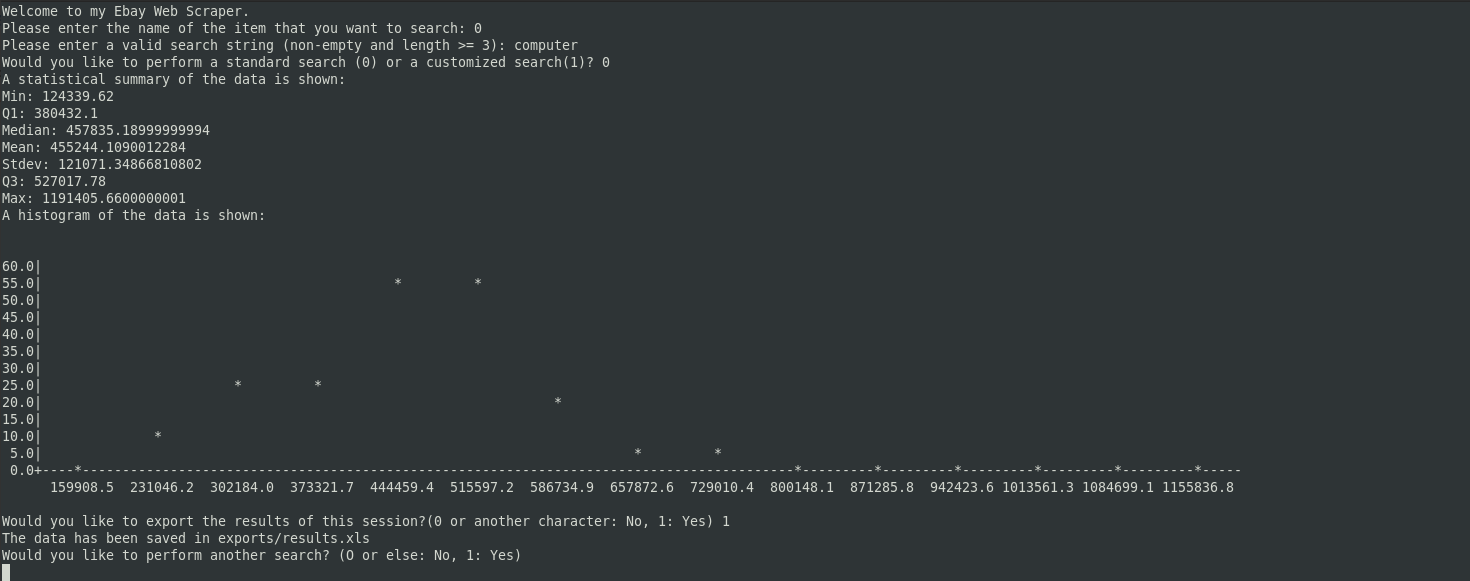 Welcome to my Ebay Web Scraper.
Please enter the name of the item that you want to search: 0
Please enter a valid search string (non-empty and length >= 3): computer
Would you like to perform a standard search (0) or a customized search(1)? 0
A statistical summary of the data is shown:
Min: 124339.62
Q1: 380432.1
Median: 457835.18999999994
Mean: 455244.1090012284
Stdev: 121071.34866810802
Q3: 527017.78
Max: 1191405.6600000001
A histogram of the data is shown:
60.0|
55.0|                                            *         *
50.0|
45.0|
40.0|
35.0|
30.0|
25.0|                        *         *
20.0|                                                                *
15.0|
10.0|              *
 5.0|                                                                          *         *
 0.0+----*-----------------------------------------------------------------------------------------*---------*---------*---------*---------*---------*-----
      159908.5  231046.2  302184.0  373321.7  444459.4  515597.2  586734.9  657872.6  729010.4  800148.1  871285.8  942423.6 1013561.3 1084699.1 1155836.8
Would you like to export the results of this session?(0 or another character: No, 1: Yes) 1
The data has been saved in exports/results.xls
Would you like to perform another search? (O or else: No, 1: Yes)